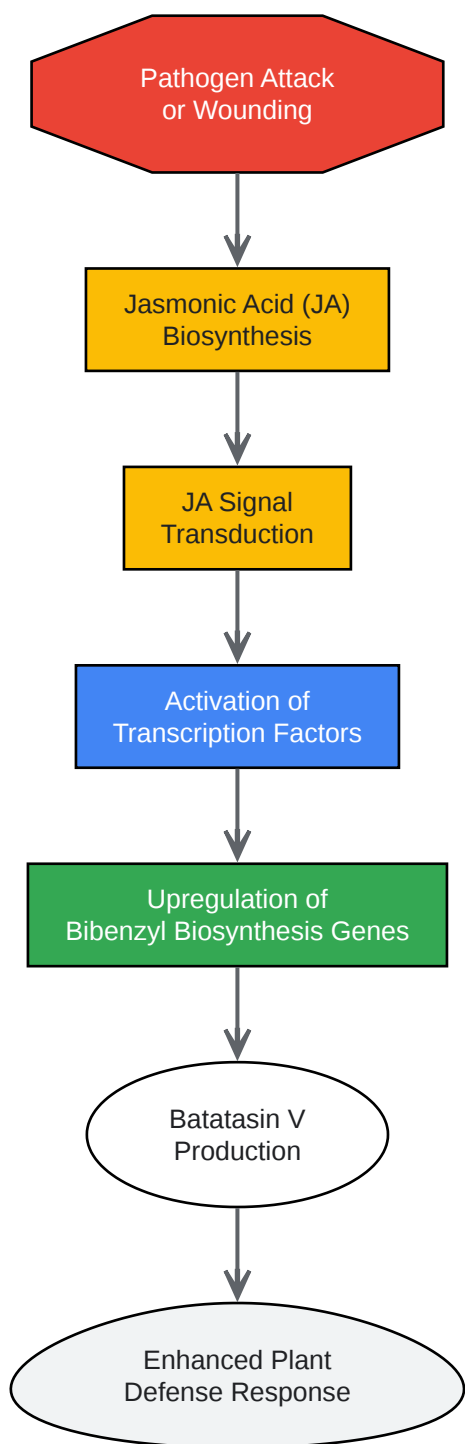 Pathogen Attack
or Wounding
Jasmonic Acid (JA)
Biosynthesis
JA Signal
Transduction
Activation of
Transcription Factors
Upregulation of
Bibenzyl Biosynthesis Genes
Batatasin V
Production
Enhanced Plant
Defense Response